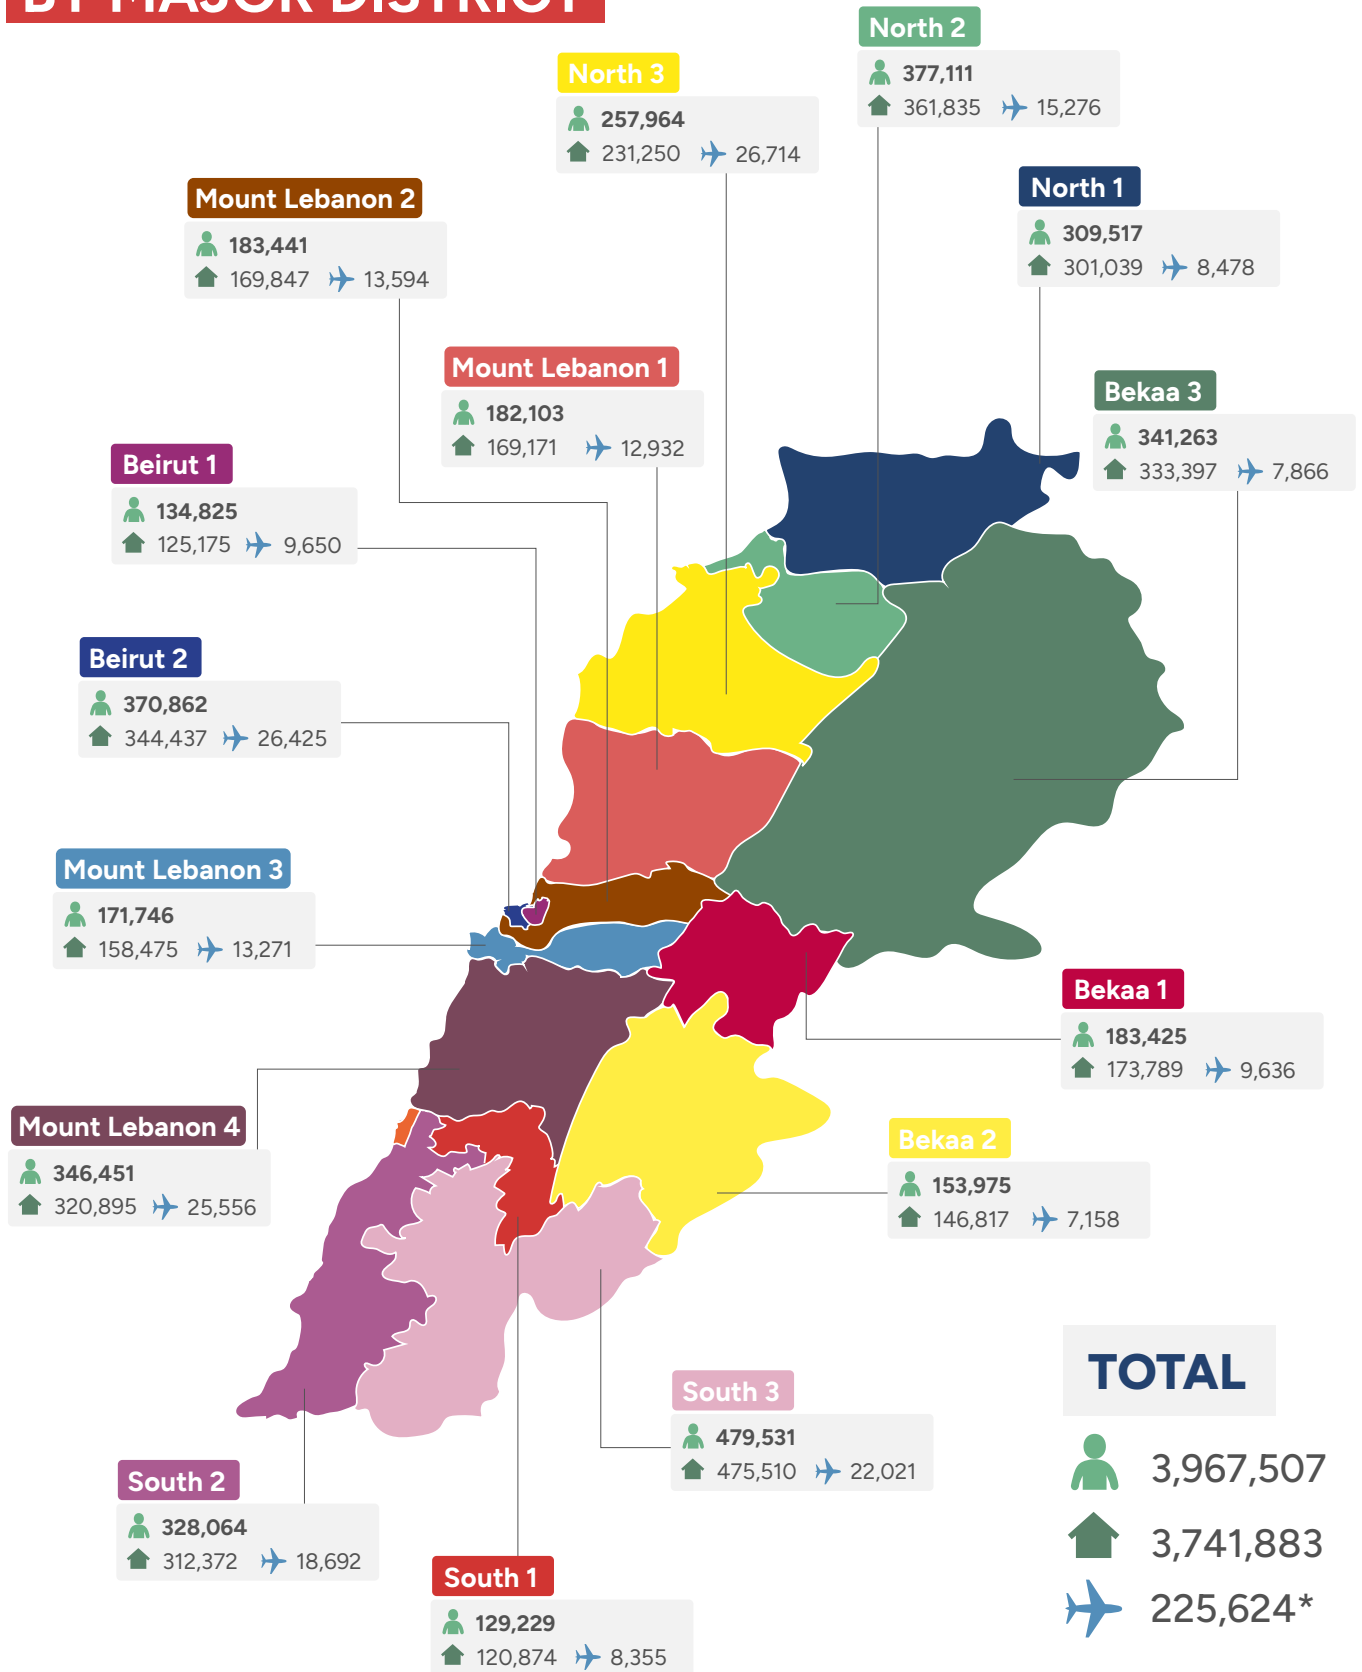 BY MAJOR DISTRICT
North 2
377,111
361,835 15,276
North 3
257,964
231,250 26,714
North 1
309,517
301,039 8,478
Mount Lebanon 2
183,441
169,847 13,594
Mount Lebanon 1
182,103
169,171 12,932
Bekaa 3
341,263
333,397 7,866
Beirut 1
134,825
125,175 9,650
Beirut 2
370,862
344,437 26,425
Mount Lebanon 3
171,746
158,475 13,271
Bekaa 1
183,425
173,789 9,636
Mount Lebanon 4
346,451
320,895 25,556
Bekaa 2
153,975
146,817 7,158
South 3
479,531
475,510 22,021
South 2
328,064
312,372 18,692
South 1
129,229
120,874 8,355
TOTAL
3,967,507
3,741,883
225,624*